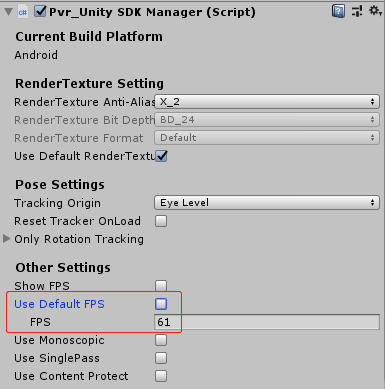 Pvr_Unity SDK Manager (Script)
Current Build Platform
Android
RenderTexture Setting
RenderTexture Anti-Alias X_2
RenderTexture Bit Depth BD_24
RenderTexture Format Default
Use Default RenderTextu
Pose Settings
Tracking Origin Eye Level
Reset Tracker OnLoad
Only Rotation Tracking
Other Settings
Show FPS
Use Default FPS
FPS 61
Use Monoscopic
Use SinglePass
Use Content Protect